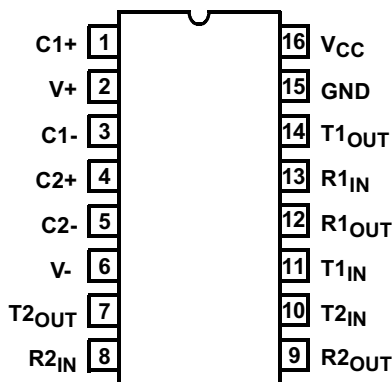 C1+ 1 16 VCC
V+ 2 15 GND
C1- 3 14 T1OUT
C2+ 4 13 R1IN
C2- 5 12 R1OUT
V- 6 11 T1IN
T2OUT 7 10 T2IN
R2IN 8 9 R2OUT